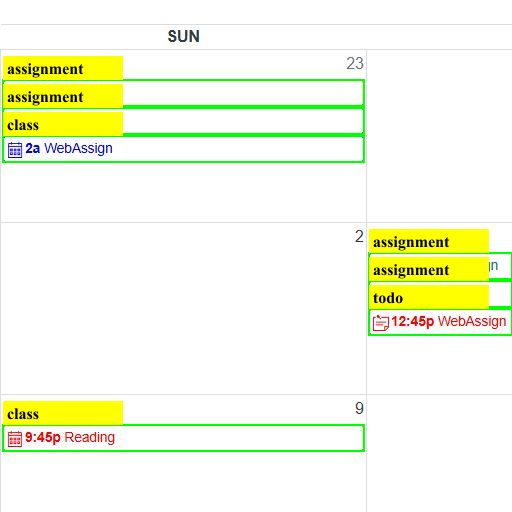 SUN
23
assignment
assignment
class
2a WebAssign
2
assignment
assignment
todo
12:45p WebAssign
9
class
9:45p Reading